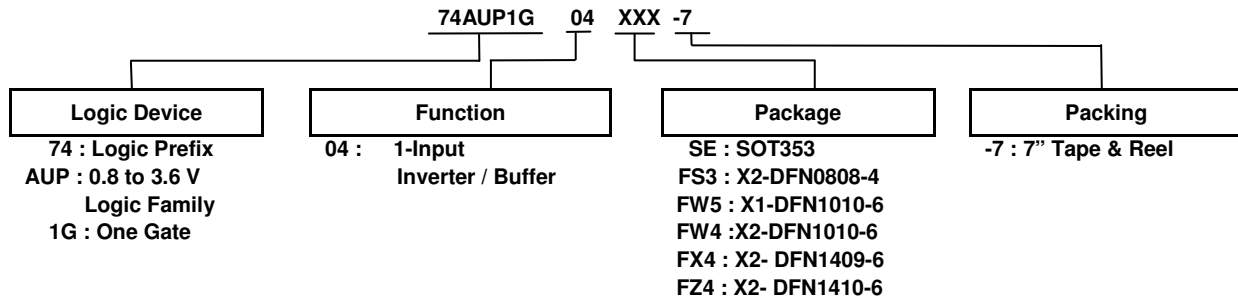 74AUP1G 04 XXX -7
Logic Device
74 : Logic Prefix
AUP : 0.8 to 3.6 V
Logic Family
1G : One Gate
Function
04 : 1-Input
Inverter / Buffer
Package
SE : SOT353
FS3 : X2-DFN0808-4
FW5 : X1-DFN1010-6
FW4 :X2-DFN1010-6
FX4 : X2- DFN1409-6
FZ4 : X2- DFN1410-6
Packing
-7 : 7” Tape & Reel